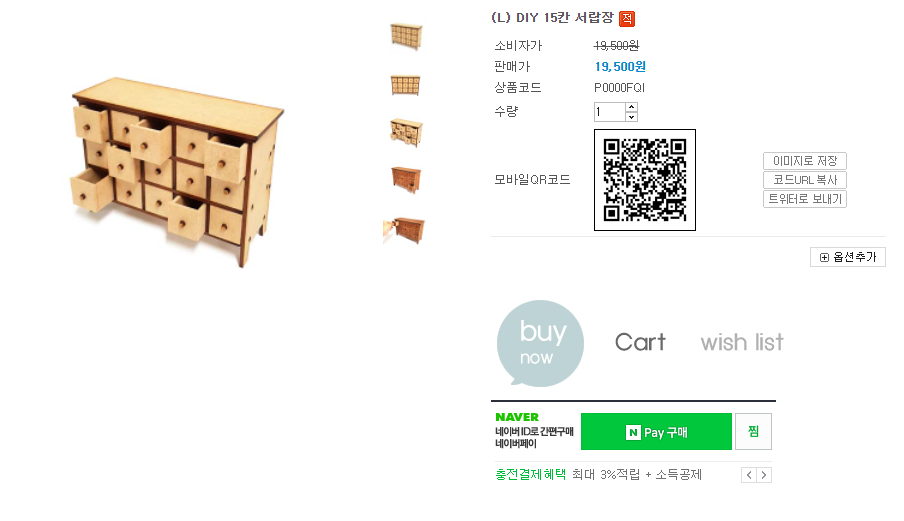 (L) DIY 15칸 서랍장 적
소비자가 19,500원
판매가 19,500원
상품코드 P0000FQI
수량 1
모바일QR코드
이미지로 저장
코드URL 복사
트위터로 보내기
옵션추가
buy
now
Cart
wish list
NAVER
네이버 ID로 간편구매
네이버페이
N Pay 구매
찜
충전결제혜택 최대 3%적립 + 소득공제